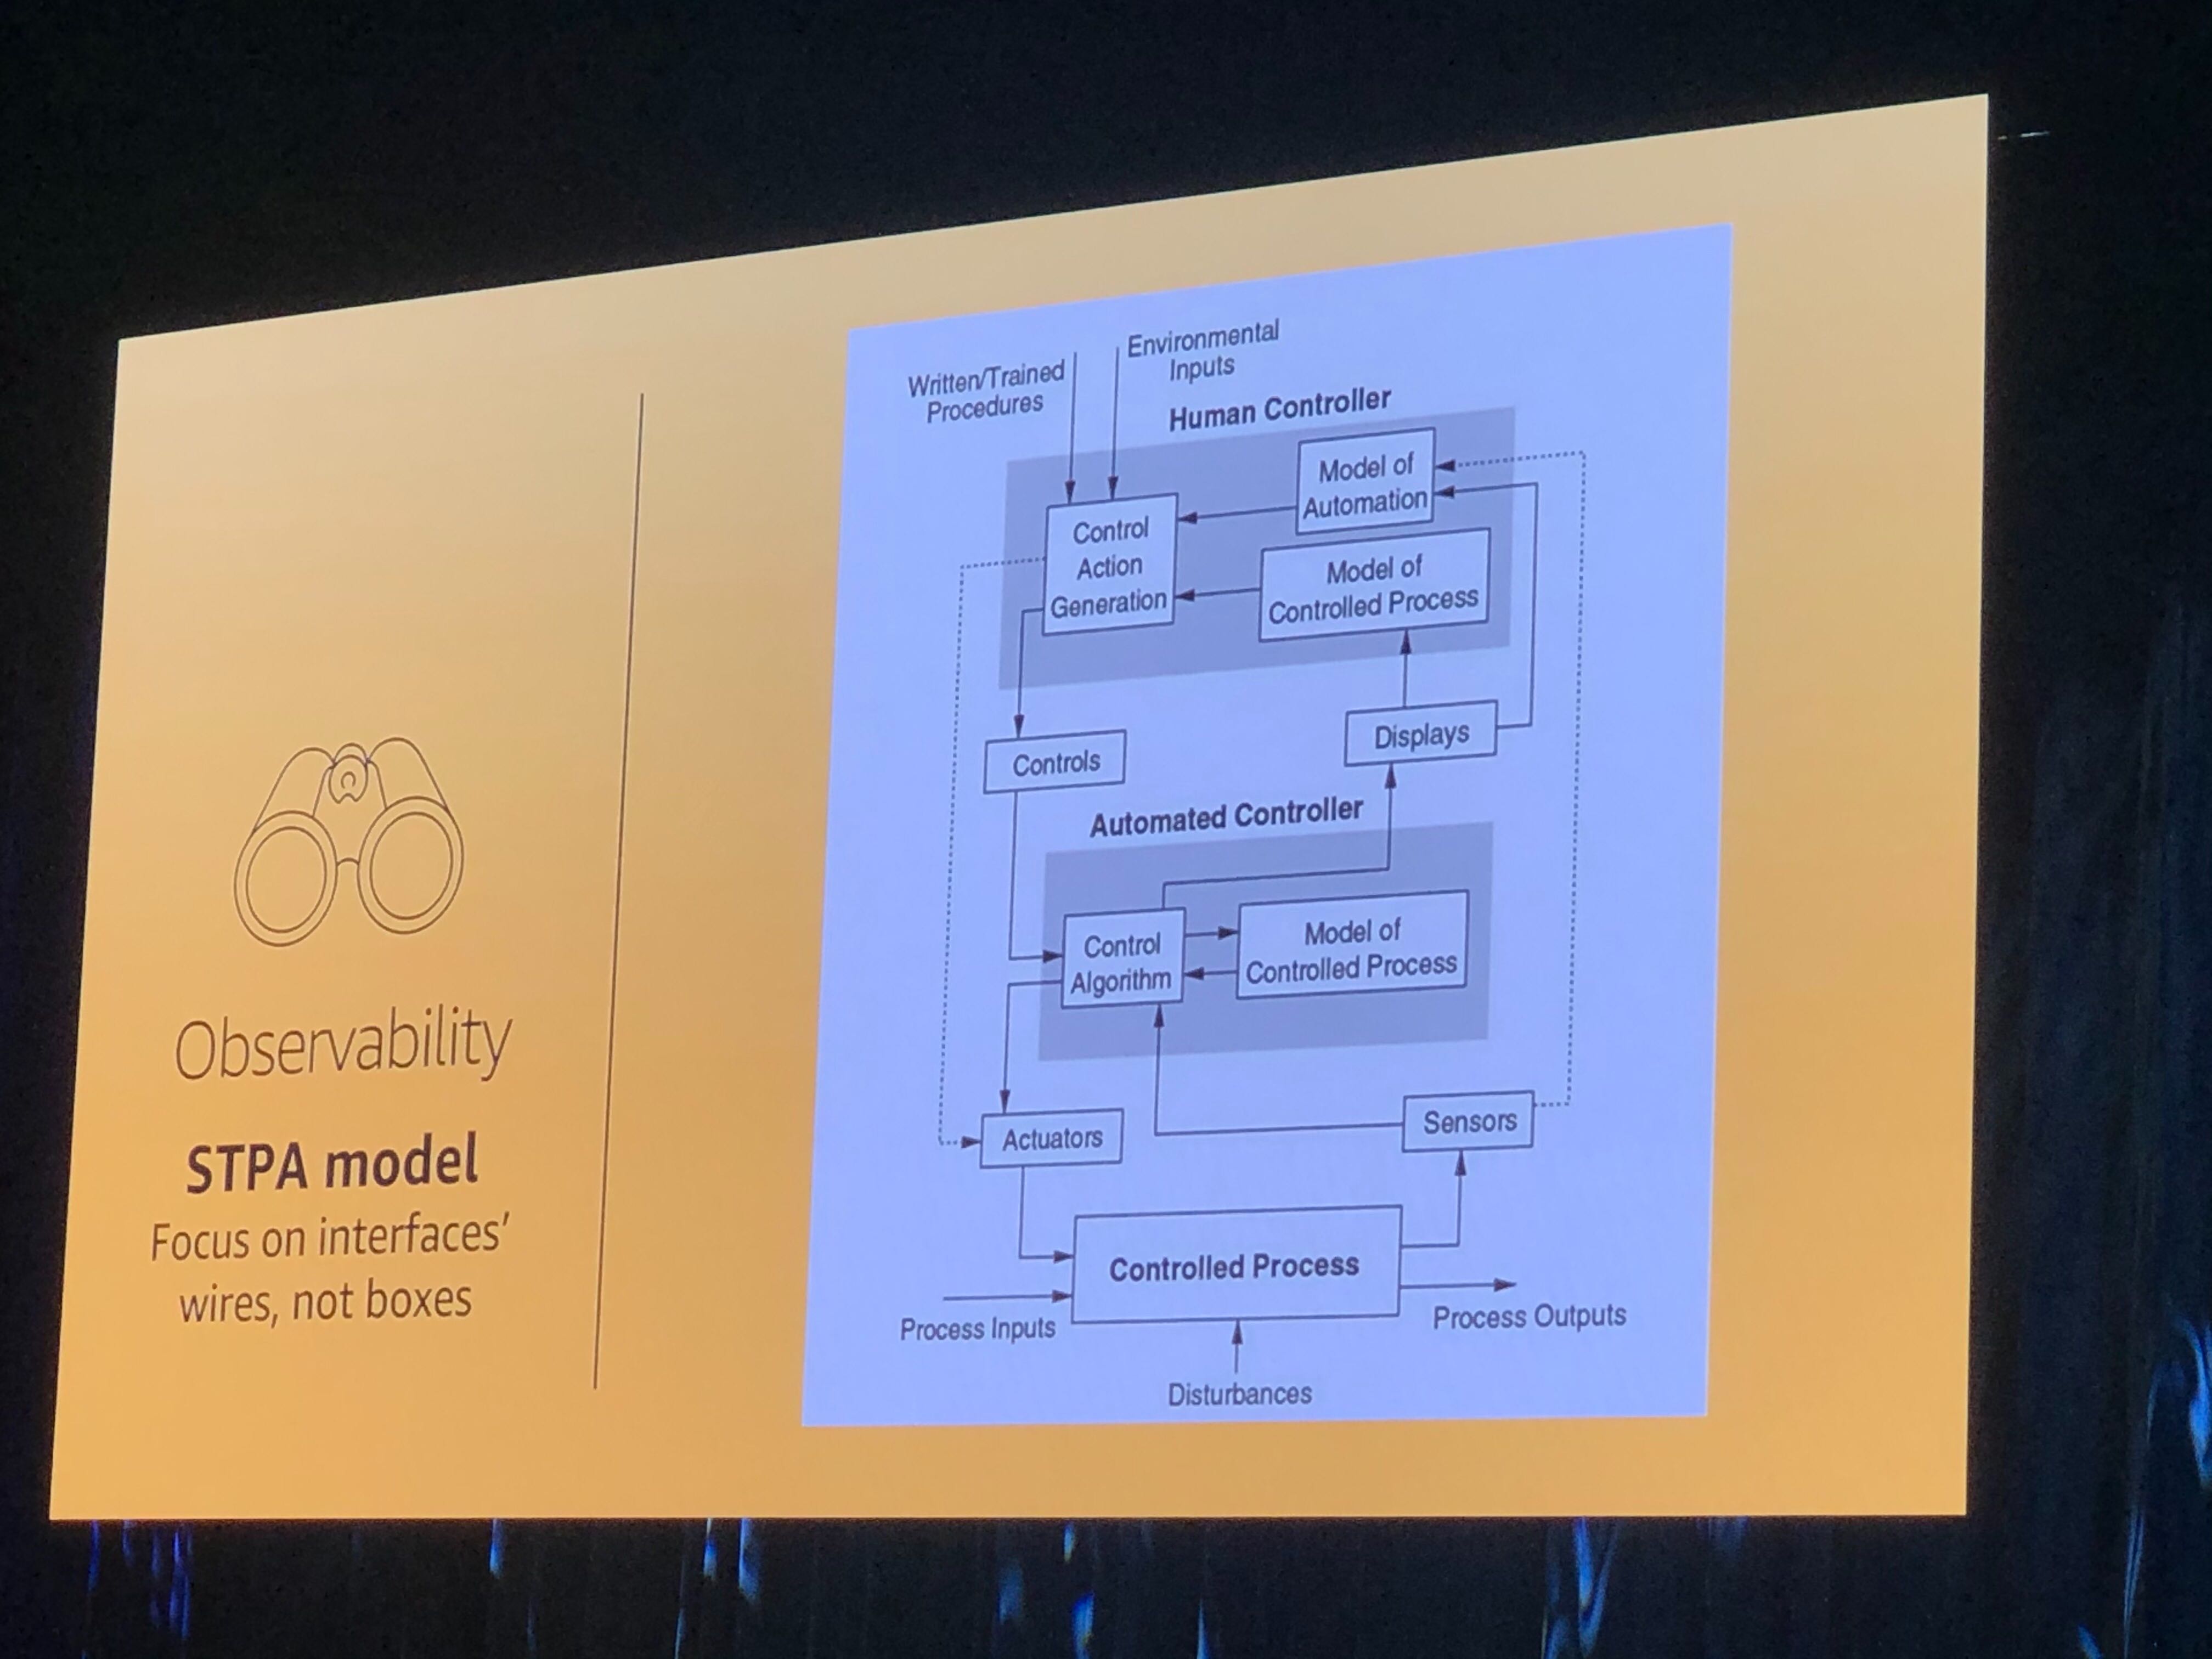 Observability
STPA model
Focus on interfaces'
wires, not boxes
Written/Trained
Procedures
Environmental
Inputs
Human Controller
Model of
Automation
Control
Action
Generation
Model of
Controlled Process
Displays
Controls
Automated Controller
Control
Algorithm
Model of
Controlled Process
Sensors
Actuators
Controlled Process
Process Inputs
Process Outputs
Disturbances